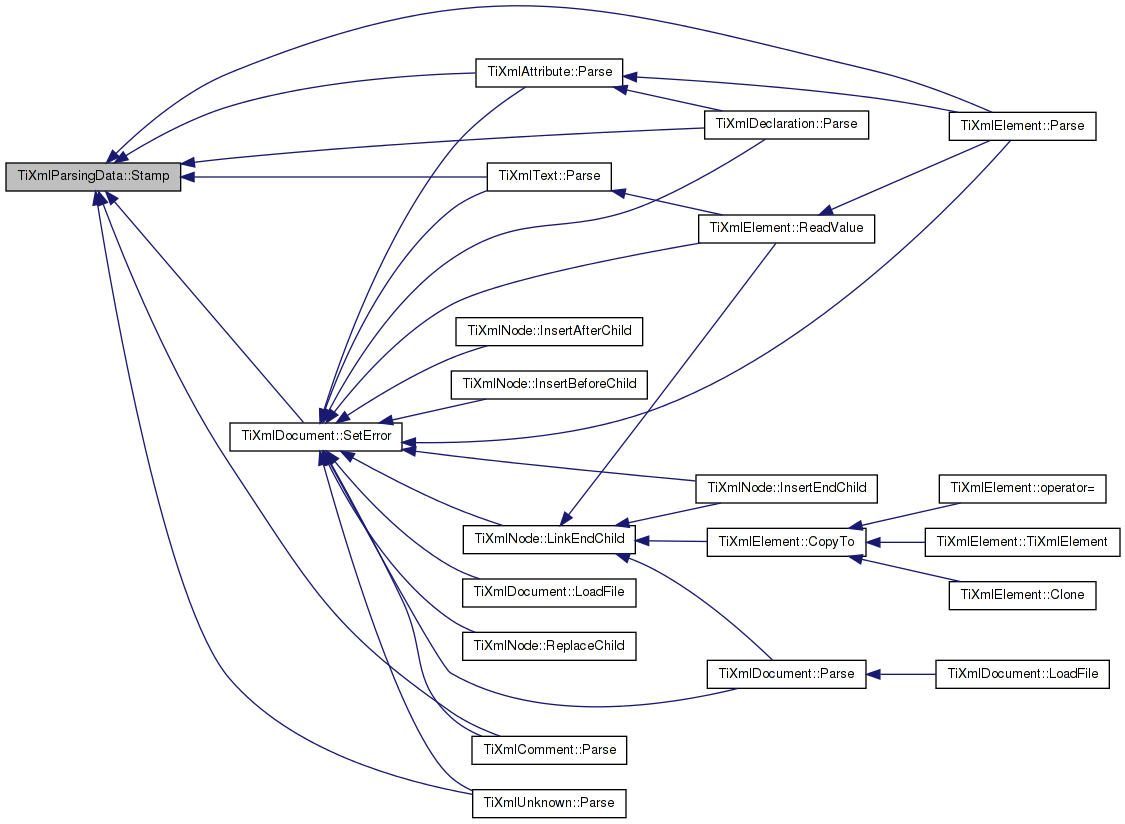 TiXmlAttribute::Parse
TiXmlDeclaration::Parse
TiXmlElement::Parse
TiXmlParsingData::Stamp
TiXmlText::Parse
TiXmlElement::ReadValue
TiXmlNode::InsertAfterChild
TiXmlNode::InsertBeforeChild
TiXmlDocument::SetError
TiXmlNode::InsertEndChild
TiXmlElement::operator=
TiXmlNode::LinkEndChild
TiXmlElement::CopyTo
TiXmlElement::TiXmlElement
TiXmlDocument::LoadFile
TiXmlElement::Clone
TiXmlNode::ReplaceChild
TiXmlDocument::Parse
TiXmlDocument::LoadFile
TiXmlComment::Parse
TiXmlUnknown::Parse